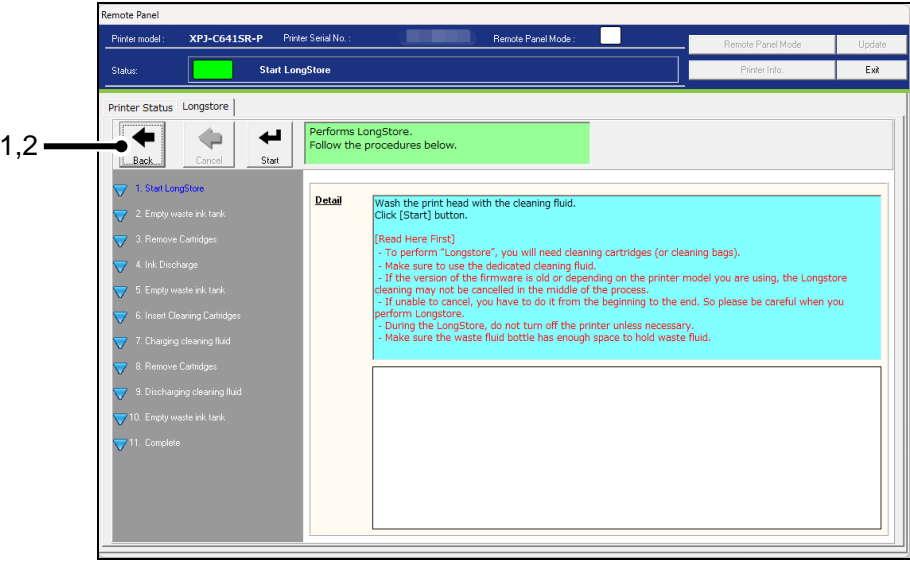 Remote Panel
Printer model : XPJ-C641SR-P Printer Serial No. : Remote Panel Mode :
Remote Panel Mode Update
Status: Start LongStore
Printer Info. Exit
Printer Status Longstore
1,2
Back Cancel Start
Performs LongStore.
Follow the procedures below.
1. Start LongStore
2. Empty waste ink tank.
3. Remove Cartridges
4. Ink Discharge
5. Empty waste ink tank.
6. Insert Cleaning Cartridges
7. Charging cleaning fluid
8. Remove Cartridges
9. Discharging cleaning fluid
10. Empty waste ink tank.
11. Complete
Detail
Wash the print head with the cleaning fluid.
Click [Start] button.
[Read Here First]
- To perform "Longstore", you will need cleaning cartridges (or cleaning bags).
- Make sure to use the dedicated cleaning fluid.
- If the version of the firmware is old or depending on the printer model you are using, the Longstore
cleaning may not be cancelled in the middle of the process.
- If unable to cancel, you have to do it from the beginning to the end. So please be careful when you
perform Longstore.
- During the LongStore, do not turn off the printer unless necessary.
- Make sure the waste fluid bottle has enough space to hold waste fluid.